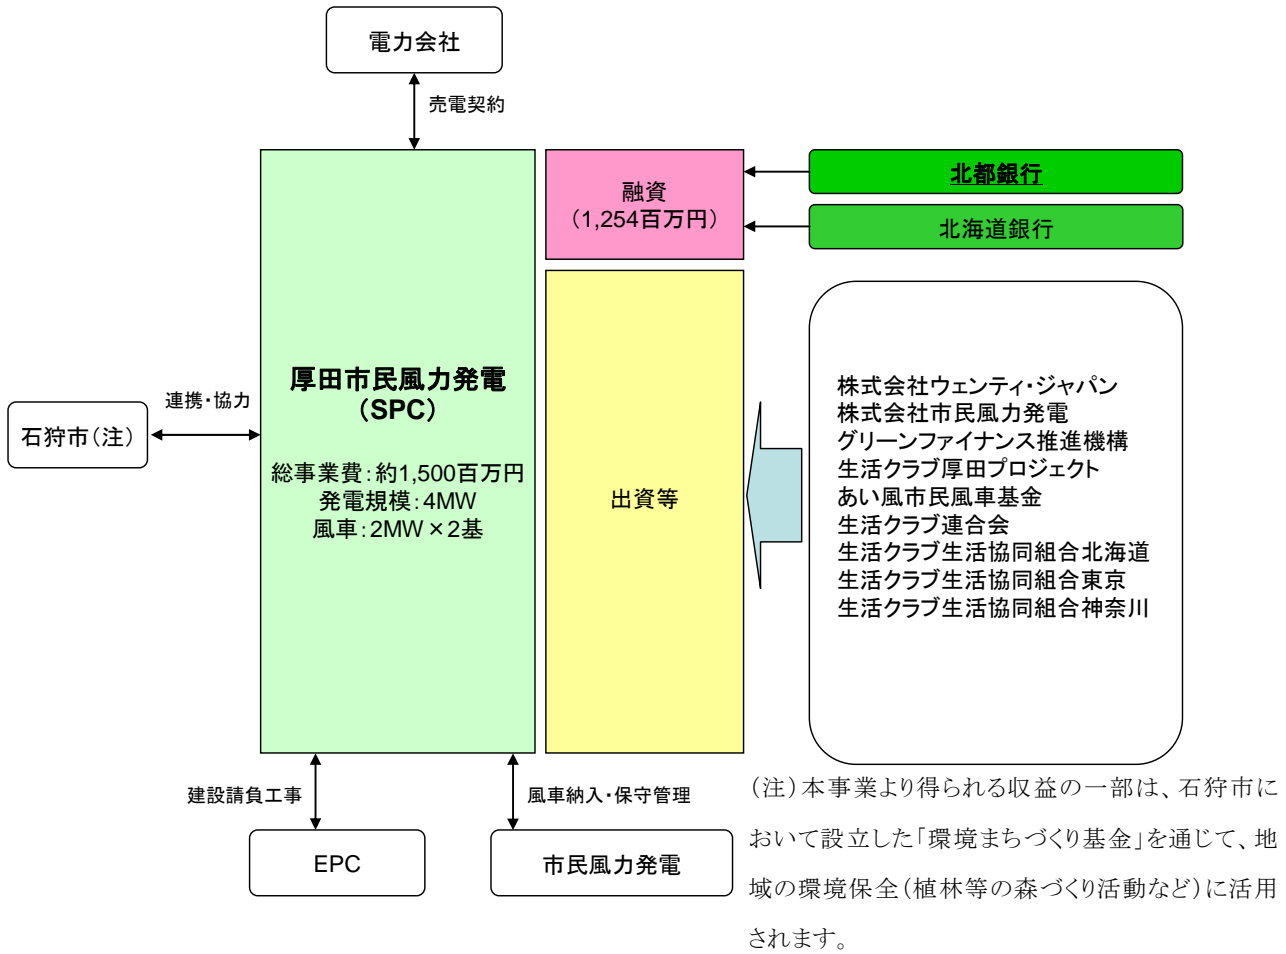 電力会社
売電契約
北都銀行
融資
（1,254百万円）
北海道銀行
厚田市民風力発電
（SPC）
総事業費：約1,500百万円
発電規模：4MW
風車：2MW×2基
連携・協力
石狩市（注）
出資等
株式会社ウェンティ・ジャパン
株式会社市民風力発電
グリーンファイナンス推進機構
生活クラブ厚田プロジェクト
あい風市民風車基金
生活クラブ連合会
生活クラブ生活協同組合北海道
生活クラブ生活協同組合東京
生活クラブ生活協同組合神奈川
建設請負工事
風車納入・保守管理
EPC
市民風力発電
（注）本事業より得られる収益の一部は、石狩市に
おいて設立した「環境まちづくり基金」を通じて、地
域の環境保全（植林等の森づくり活動など）に活用
されます。